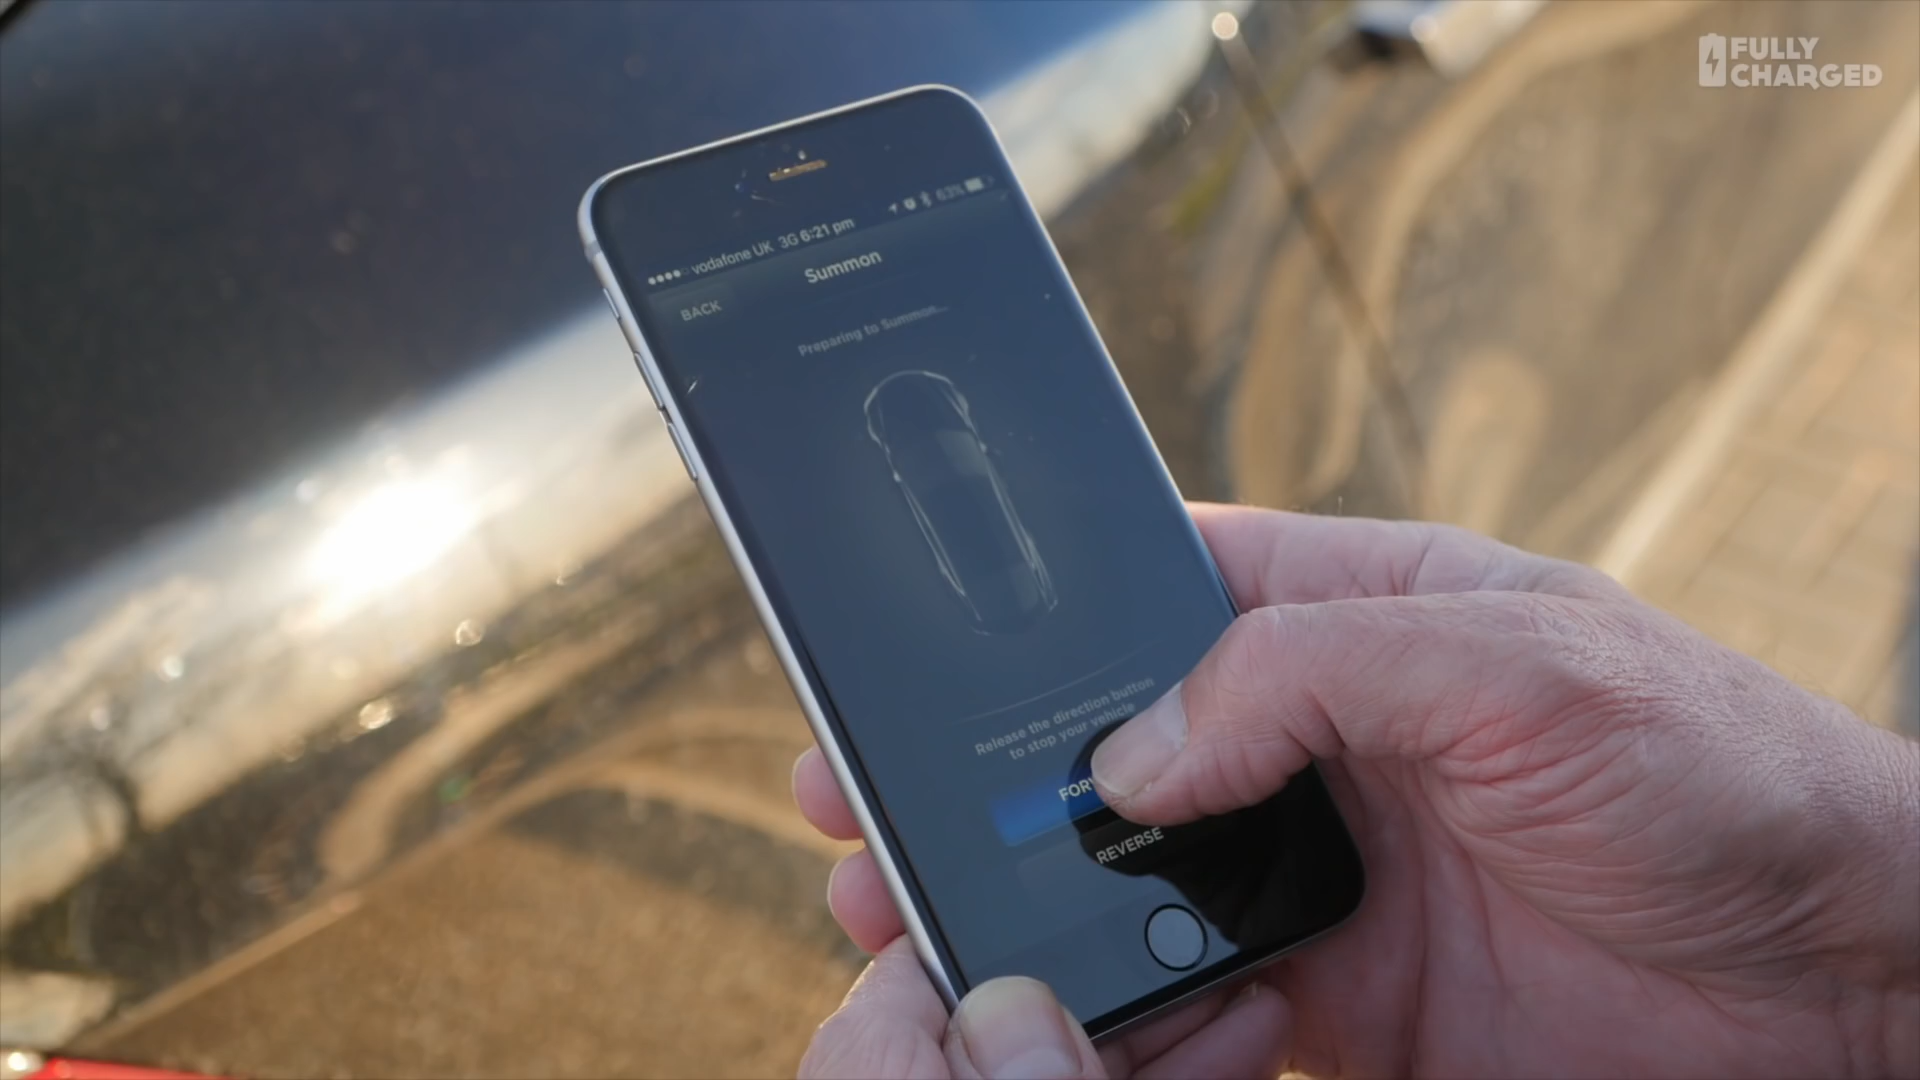 FULLY
CHARGED
vodafone UK 3G 6:21 pm 63%
Summon
BACK
Preparing to Summon...
Release the direction button
to stop your vehicle
FORW
REVERSE